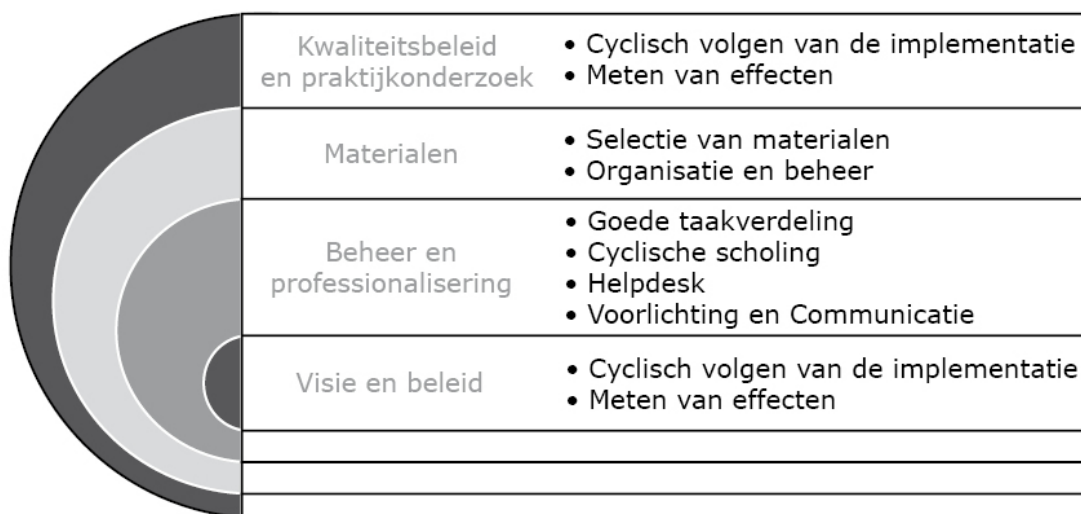 Kwaliteitsbeleid
en praktijkonderzoek
• Cyclisch volgen van de implementatie
• Meten van effecten
Materialen
• Selectie van materialen
• Organisatie en beheer
Beheer en
professionalisering
• Goede taakverdeling
• Cyclische scholing
• Helpdesk
• Voorlichting en Communicatie
Visie en beleid
• Cyclisch volgen van de implementatie
• Meten van effecten